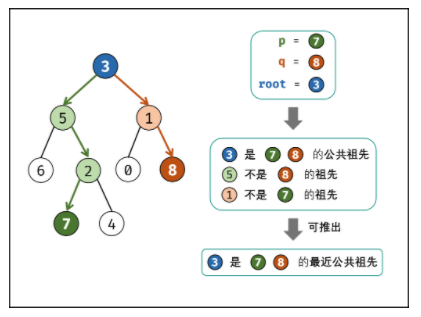 3
5
1
6
2
0
8
7
4
p = 7
q = 8
root = 3
3 是 7 8 的公共祖先
5 不是 8 的祖先
1 不是 7 的祖先
可推出
3 是 7 8 的最近公共祖先